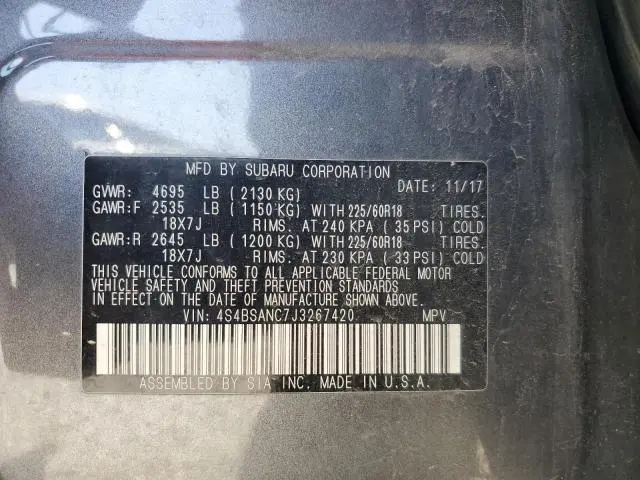 MFD BY SUBARU CORPORATION
GVWR: 4695 LB (2130 KG) DATE: 11/17
GAWR:F 2535 LB (1150 KG) WITH 225/60R18 TIRES.
18X7J RIMS. AT 240 KPA (35 PSI) COLD
GAWR:R 2645 LB (1200 KG) WITH 225/60R18 TIRES.
18X7J RIMS. AT 230 KPA (33 PSI) COLD
THIS VEHICLE CONFORMS TO ALL APPLICABLE FEDERAL MOTOR
VEHICLE SAFETY AND THEFT PREVENTION STANDARDS
IN EFFECT ON THE DATE OF MANUFACTURE SHOWN ABOVE.
VIN: 4S4BSANC7J3267420 MPV
ASSEMBLED BY SIA INC. MADE IN U.S.A.